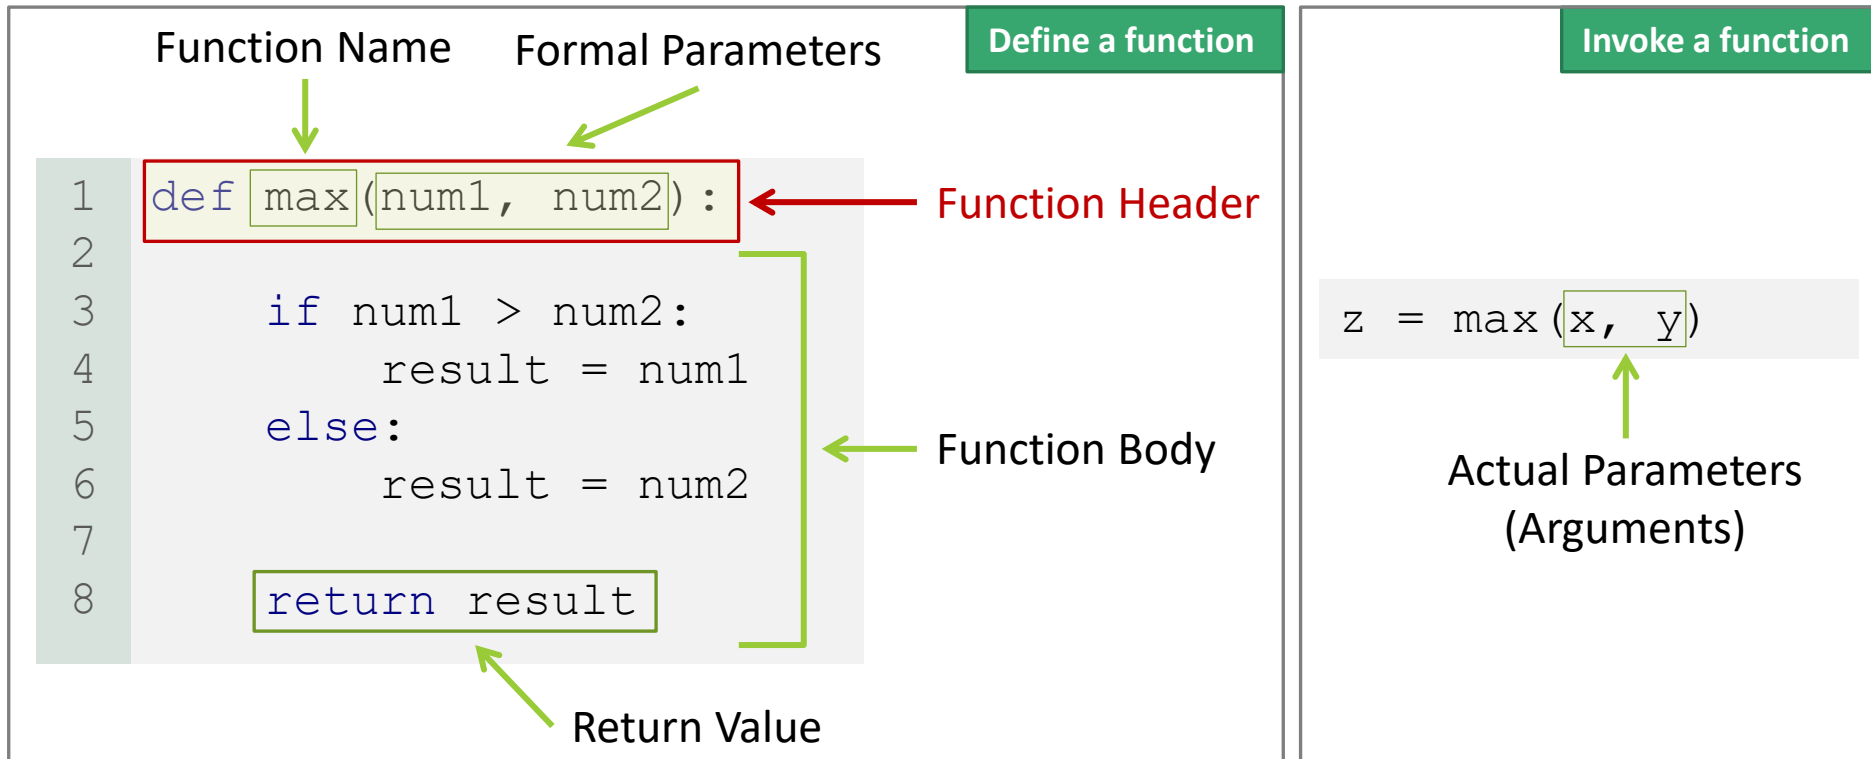 Define a function
Function Name
Formal Parameters
1 def max(num1, num2):
Function Header
2
3 if num1 > num2:
4 result = num1
5 else:
Function Body
6 result = num2
7
8 return result
Return Value
Invoke a function
z = max(x, y)
Actual Parameters
(Arguments)